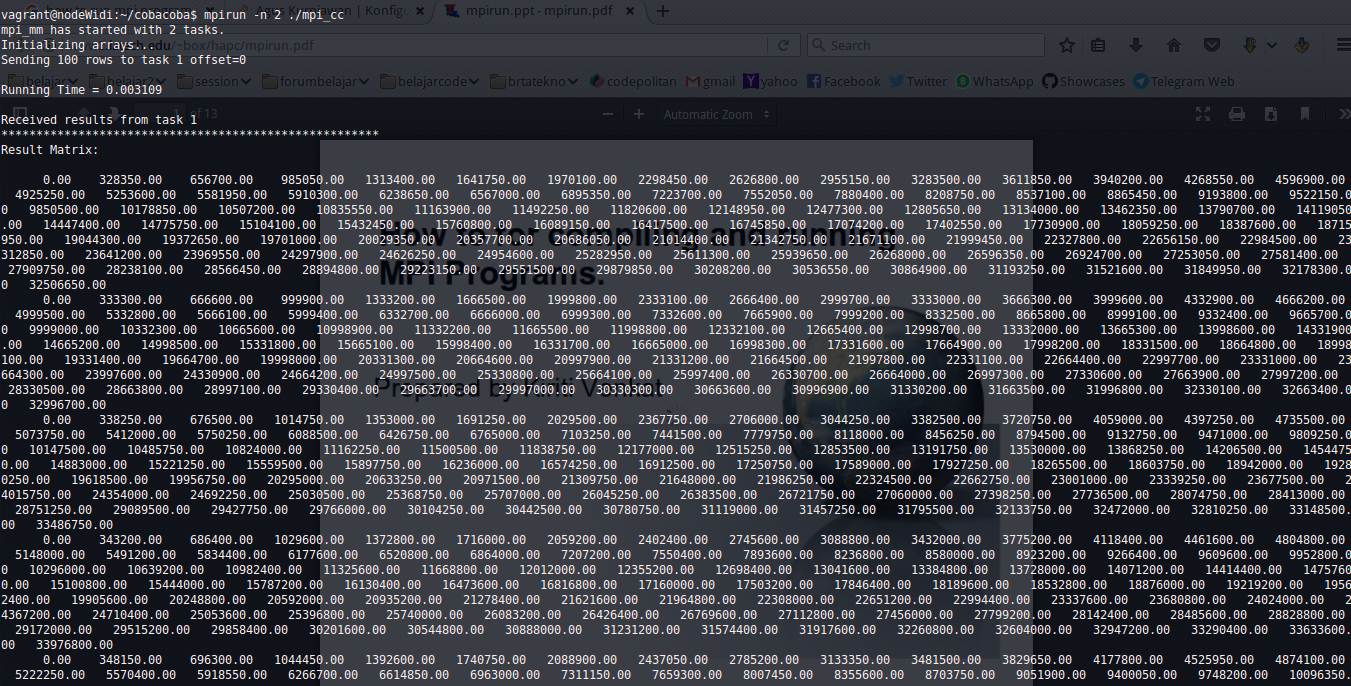 vagrant@nodeWidi:~/cobacoba$ mpirun -n 2 ./mpi_cc
mpirun.ppt - mpirun.pdf
mpi_mm has started with 2 tasks.
Initializing arrays...
edu/~box/hapc/mpirun.pdf
Search
Sending 100 rows to task 1 offset=0
belajar
belajar2
session
forumbelajar
belajarcode
brtatekno
codepolitan
gmail
yahoo
Facebook
Twitter
WhatsApp
Showcases
Telegram Web
Running Time = 0.003109
of 13
Automatic Zoom
Received results from task 1
******************************************************
Result Matrix:
0.00 328350.00 656700.00 985050.00 1313400.00 1641750.00 1970100.00 2298450.00 2626800.00 2955150.00 3283500.00 3611850.00 3940200.00 4268550.00 4596900.00
4925250.00 5253600.00 5581950.00 5910300.00 6238650.00 6567000.00 6895350.00 7223700.00 7552050.00 7880400.00 8208750.00 8537100.00 8865450.00 9193800.00 9522150
0 9850500.00 10178850.00 10507200.00 10835550.00 11163900.00 11492250.00 11820600.00 12148950.00 12477300.00 12805650.00 13134000.00 13462350.00 13790700.00 1411905
.00 14447400.00 14775750.00 15104100.00 15432450.00 15760800.00 16089150.00 16417500.00 16745850.00 17074200.00 17402550.00 17730900.00 18059250.00 18387600.00 18715
950.00 19044300.00 19372650.00 19701000.00 20029350.00 20357700.00 20686050.00 21014400.00 21342750.00 21671100.00 21999450.00 22327800.00 22656150.00 22984500.00 23
312850.00 23641200.00 23969550.00 24297900.00 24626250.00 24954600.00 25282950.00 25611300.00 25939650.00 26268000.00 26596350.00 26924700.00 27253050.00 27581400.00
27909750.00 28238100.00 28566450.00 28894800.00 29223150.00 29551500.00 29879850.00 30208200.00 30536550.00 30864900.00 31193250.00 31521600.00 31849950.00 32178300.0
0 32506650.00
How to for compiling and running
MPI Programs.
0.00 333300.00 666600.00 999900.00 1333200.00 1666500.00 1999800.00 2333100.00 2666400.00 2999700.00 3333000.00 3666300.00 3999600.00 4332900.00 4666200.00
4999500.00 5332800.00 5666100.00 5999400.00 6332700.00 6666000.00 6999300.00 7332600.00 7665900.00 7999200.00 8332500.00 8665800.00 8999100.00 9332400.00 9665700
0 9999000.00 10332300.00 10665600.00 10998900.00 11332200.00 11665500.00 11998800.00 12332100.00 12665400.00 12998700.00 13332000.00 13665300.00 13998600.00 14331900
.00 14665200.00 14998500.00 15331800.00 15665100.00 15998400.00 16331700.00 16665000.00 16998300.00 17331600.00 17664900.00 17998200.00 18331500.00 18664800.00 18998
100.00 19331400.00 19664700.00 19998000.00 20331300.00 20664600.00 20997900.00 21331200.00 21664500.00 21997800.00 22331100.00 22664400.00 22997700.00 23331000.00 23
664300.00 23997600.00 24330900.00 24664200.00 24997500.00 25330800.00 25664100.00 25997400.00 26330700.00 26664000.00 26997300.00 27330600.00 27663900.00 27997200.00
28330500.00 28663800.00 28997100.00 29330400.00 29663700.00 29997000.00 30330300.00 30663600.00 30996900.00 31330200.00 31663500.00 31996800.00 32330100.00 32663400.0
0 32996700.00
Prepared by Kiriti Venkat
0.00 338250.00 676500.00 1014750.00 1353000.00 1691250.00 2029500.00 2367750.00 2706000.00 3044250.00 3382500.00 3720750.00 4059000.00 4397250.00 4735500.00
5073750.00 5412000.00 5750250.00 6088500.00 6426750.00 6765000.00 7103250.00 7441500.00 7779750.00 8118000.00 8456250.00 8794500.00 9132750.00 9471000.00 9809250
0 10147500.00 10485750.00 10824000.00 11162250.00 11500500.00 11838750.00 12177000.00 12515250.00 12853500.00 13191750.00 13530000.00 13868250.00 14206500.00 1454475
0.00 14883000.00 15221250.00 15559500.00 15897750.00 16236000.00 16574250.00 16912500.00 17250750.00 17589000.00 17927250.00 18265500.00 18603750.00 18942000.00 1928
0250.00 19618500.00 19956750.00 20295000.00 20633250.00 20971500.00 21309750.00 21648000.00 21986250.00 22324500.00 22662750.00 23001000.00 23339250.00 23677500.00 2
4015750.00 24354000.00 24692250.00 25030500.00 25368750.00 25707000.00 26045250.00 26383500.00 26721750.00 27060000.00 27398250.00 27736500.00 28074750.00 28413000.00
28751250.00 29089500.00 29427750.00 29766000.00 30104250.00 30442500.00 30780750.00 31119000.00 31457250.00 31795500.00 32133750.00 32472000.00 32810250.00 33148500.
00 33486750.00
0.00 343200.00 686400.00 1029600.00 1372800.00 1716000.00 2059200.00 2402400.00 2745600.00 3088800.00 3432000.00 3775200.00 4118400.00 4461600.00 4804800.00
5148000.00 5491200.00 5834400.00 6177600.00 6520800.00 6864000.00 7207200.00 7550400.00 7893600.00 8236800.00 8580000.00 8923200.00 9266400.00 9609600.00 9952800
0 10296000.00 10639200.00 10982400.00 11325600.00 11668800.00 12012000.00 12355200.00 12698400.00 13041600.00 13384800.00 13728000.00 14071200.00 14414400.00 1475760
0.00 15100800.00 15444000.00 15787200.00 16130400.00 16473600.00 16816800.00 17160000.00 17503200.00 17846400.00 18189600.00 18532800.00 18876000.00 19219200.00 1956
2400.00 19905600.00 20248800.00 20592000.00 20935200.00 21278400.00 21621600.00 21964800.00 22308000.00 22651200.00 22994400.00 23337600.00 23680800.00 24024000.00 2
4367200.00 24710400.00 25053600.00 25396800.00 25740000.00 26083200.00 26426400.00 26769600.00 27112800.00 27456000.00 27799200.00 28142400.00 28485600.00 28828800.00
29172000.00 29515200.00 29858400.00 30201600.00 30544800.00 30888000.00 31231200.00 31574400.00 31917600.00 32260800.00 32604000.00 32947200.00 33290400.00 33633600.
00 33976800.00
0.00 348150.00 696300.00 1044450.00 1392600.00 1740750.00 2088900.00 2437050.00 2785200.00 3133350.00 3481500.00 3829650.00 4177800.00 4525950.00 4874100.00
5222250.00 5570400.00 5918550.00 6266700.00 6614850.00 6963000.00 7311150.00 7659300.00 8007450.00 8355600.00 8703750.00 9051900.00 9400050.00 9748200.00 10096350.